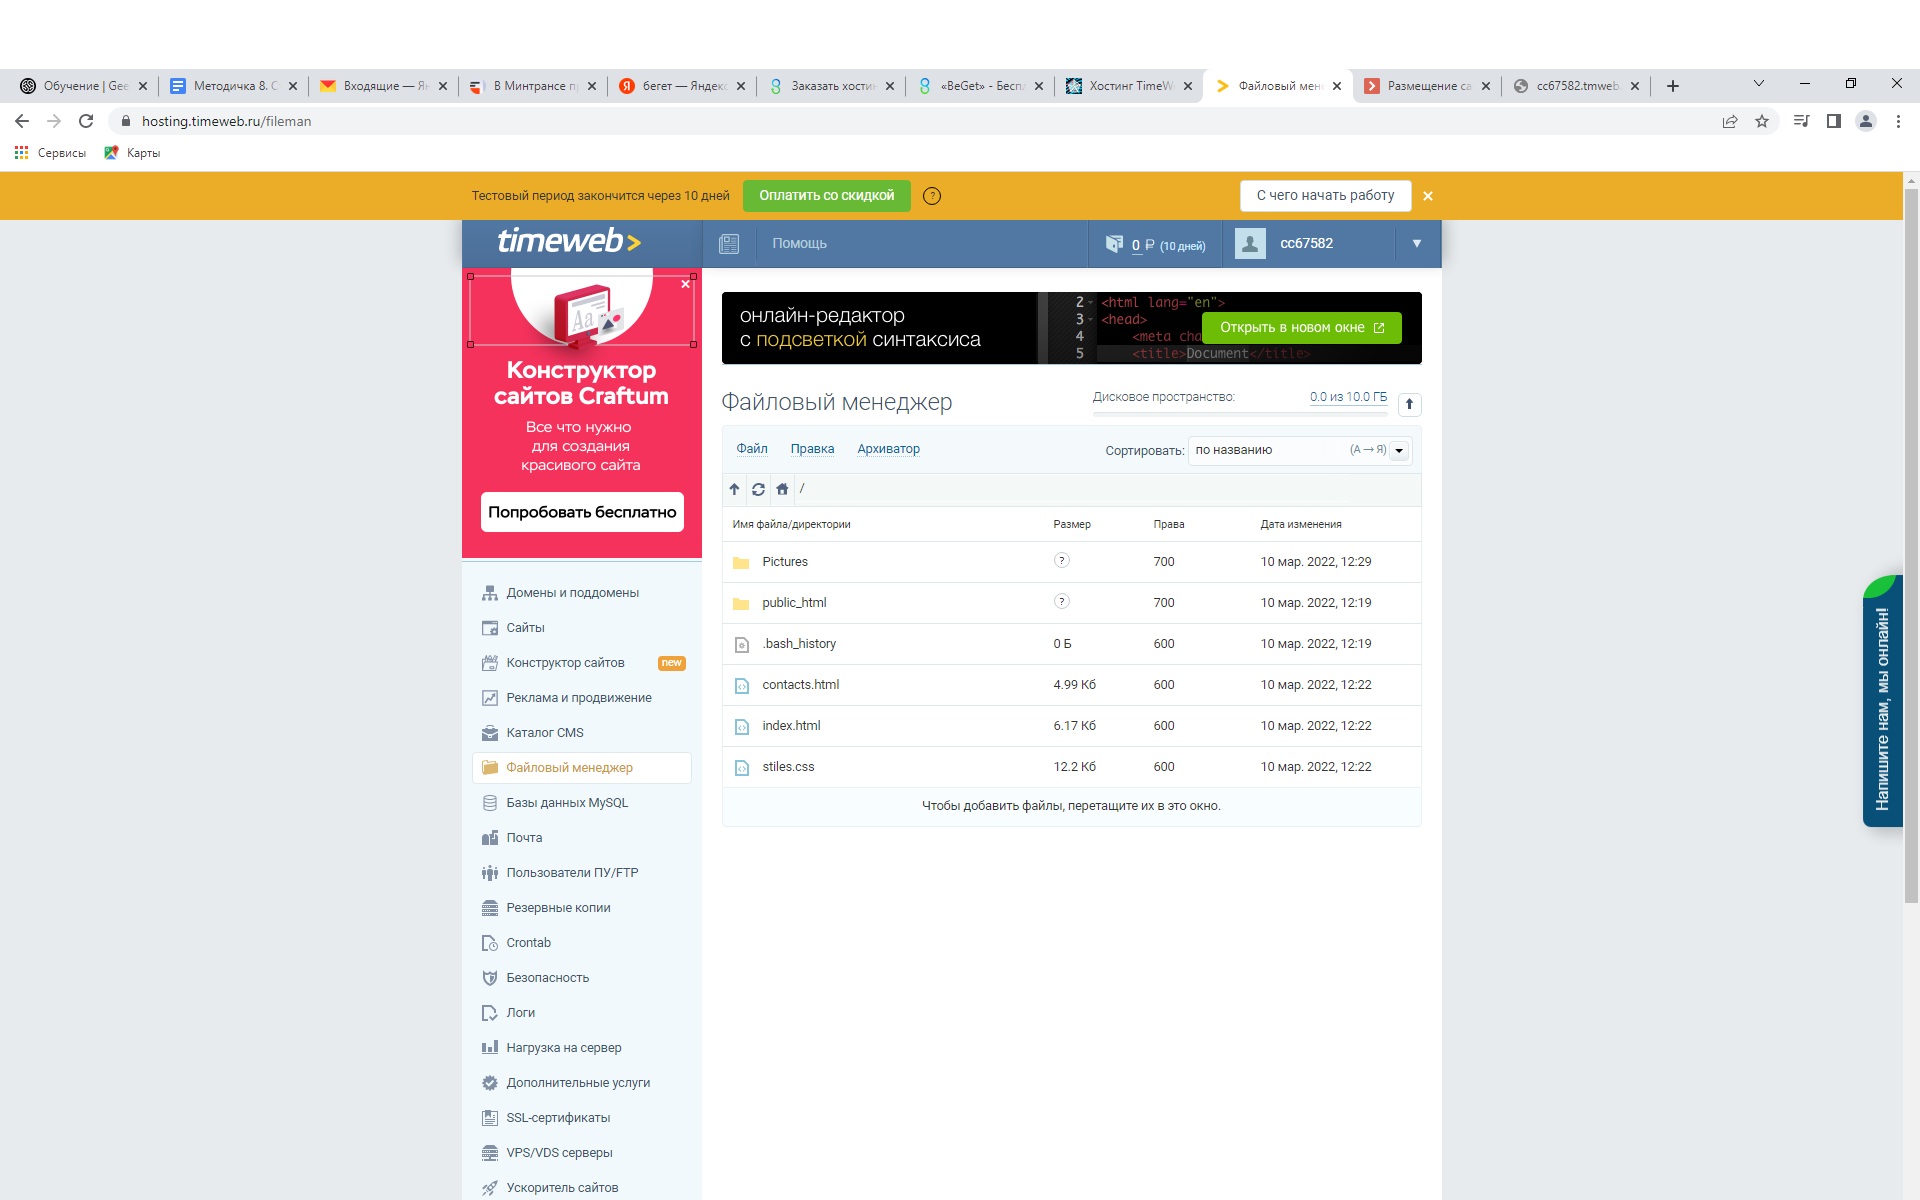 Обучение | Gee
Методичка 8. С
Входящие — Ян
В Минтрансе п
бегет — Яндекс
Заказать хостин
«BeGet» - Беспл
Хостинг TimeW
Файловый мен
Размещение са
cc67582.tmweb.
hosting.timeweb.ru/fileman
Сервисы
Карты
Тестовый период закончится через 10 дней
Оплатить со скидкой
?
С чего начать работу
timeweb>
Помощь
0 ₽ (10 дней)
cc67582
Aa
Конструктор
сайтов Craftum
Все что нужно
для создания
красивого сайта
Попробовать бесплатно
Домены и поддомены
Сайты
Конструктор сайтов
new
Реклама и продвижение
Каталог CMS
Файловый менеджер
Базы данных MySQL
Почта
Пользователи ПУ/FTP
Резервные копии
Crontab
Безопасность
Логи
Нагрузка на сервер
Дополнительные услуги
SSL-сертификаты
VPS/VDS серверы
Ускоритель сайтов
онлайн-редактор
с подсветкой синтаксиса
2 <html lang="en">
3 <head>
4 <meta cha
5 <title>Document</title>
Открыть в новом окне
Файловый менеджер
Дисковое пространство:
0.0 из 10.0 ГБ
Файл
Правка
Архиватор
Сортировать:
по названию
(А → Я)
/
Имя файла/директории Размер Права Дата изменения
Pictures ? 700 10 мар. 2022, 12:29
public_html ? 700 10 мар. 2022, 12:19
.bash_history 0 Б 600 10 мар. 2022, 12:19
contacts.html 4.99 Кб 600 10 мар. 2022, 12:22
index.html 6.17 Кб 600 10 мар. 2022, 12:22
stiles.css 12.2 Кб 600 10 мар. 2022, 12:22
Чтобы добавить файлы, перетащите их в это окно.
Напишите нам, мы онлайн!